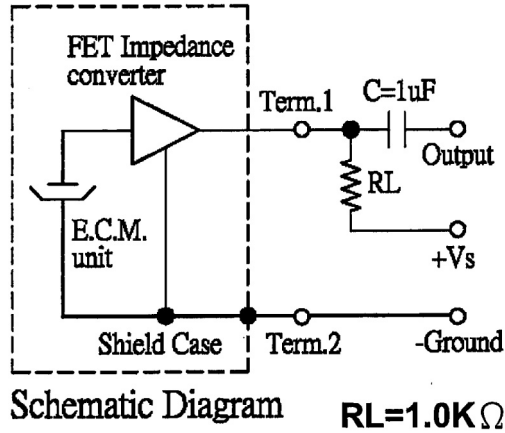 FET Impedance
converter
Term.1
C=1uF
Output
RL
+Vs
E.C.M.
unit
Shield Case
Term.2
-Ground
Schematic Diagram
RL=1.0KΩ